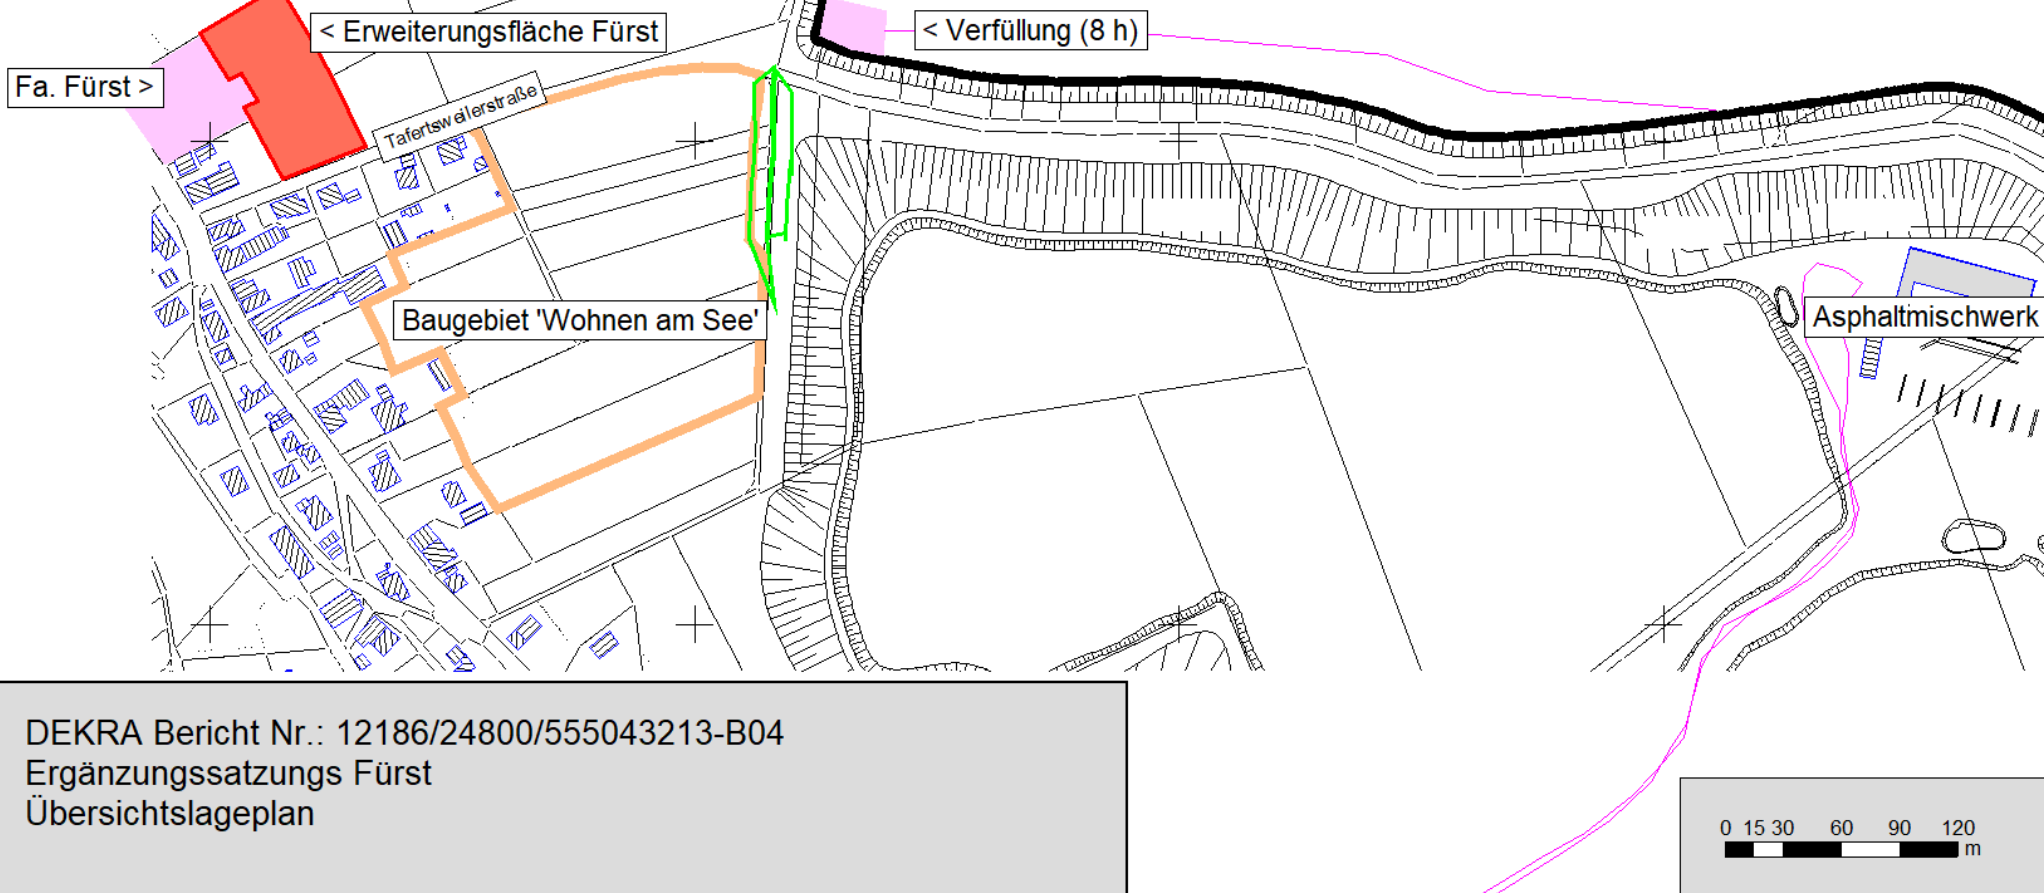 < Erweiterungsfläche Fürst
< Verfüllung (8 h)
Fa. Fürst >
Tafertsweilerstraße
Baugebiet 'Wohnen am See'
Asphaltmischwerk
DEKRA Bericht Nr.: 12186/24800/555043213-B04
Ergänzungssatzungs Fürst
Übersichtslageplan
0 15 30 60 90 120
m